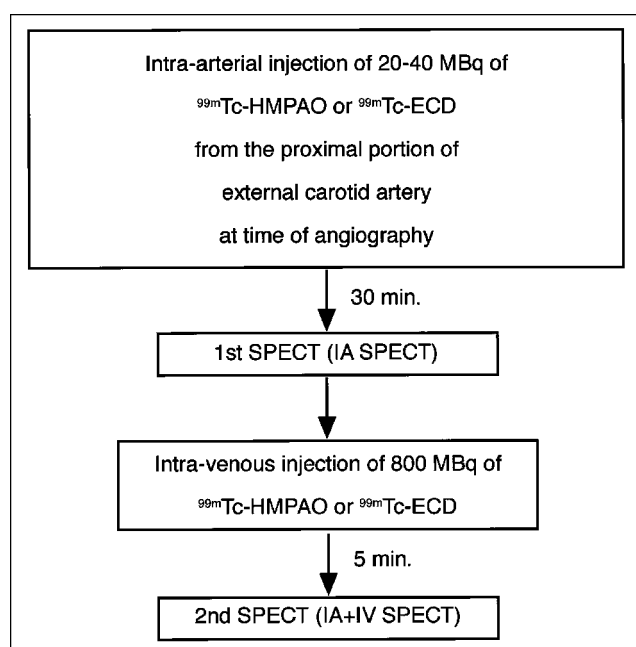 Intra-arterial injection of 20-40 MBq of
⁹⁹ᵐTc-HMPAO or ⁹⁹ᵐTc-ECD
from the proximal portion of
external carotid artery
at time of angiography
30 min.
1st SPECT (IA SPECT)
Intra-venous injection of 800 MBq of
⁹⁹ᵐTc-HMPAO or ⁹⁹ᵐTc-ECD
5 min.
2nd SPECT (IA+IV SPECT)